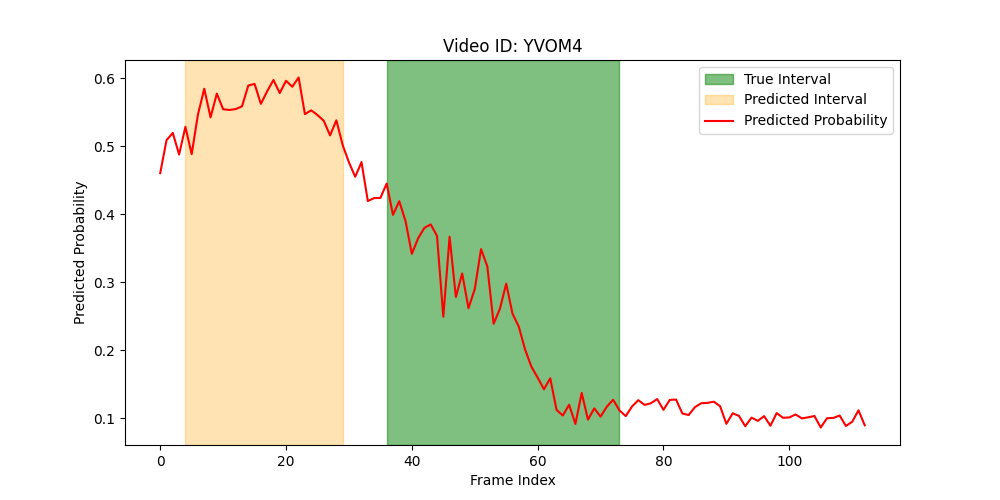 Video ID: YVOM4
True Interval
Predicted Interval
Predicted Probability
Predicted Probability
0.6
0.5
0.4
0.3
0.2
0.1
0 20 40 60 80 100
Frame Index